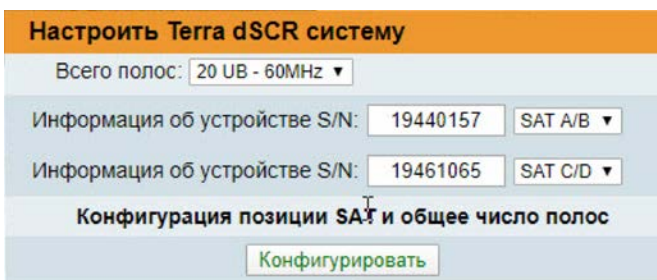 Настроить Terra dSCR систему
Всего полос: 20 UB - 60MHz ▼
Информация об устройстве S/N: 19440157 SAT A/B ▼
Информация об устройстве S/N: 19461065 SAT C/D ▼
Конфигурация позиции SAT и общее число полос
Конфигурировать